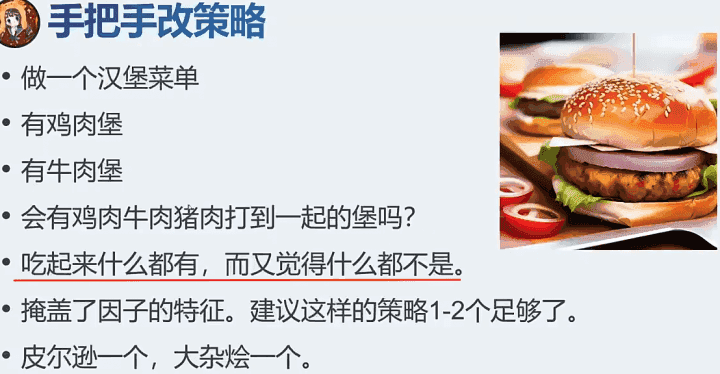 手把手改策略
• 做一个汉堡菜单
• 有鸡肉堡
• 有牛肉堡
• 会有鸡肉牛肉猪肉打到一起的堡吗?
• 吃起来什么都有，而又觉得什么都不是。
• 掩盖了因子的特征。建议这样的策略1-2个足够了。
• 皮尔逊一个，大杂烩一个。